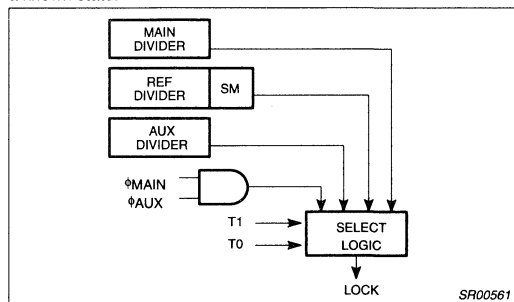 MAIN
DIVIDER
REF
DIVIDER
SM
AUX
DIVIDER
ΦMAIN
ΦAUX
T1
T0
SELECT
LOGIC
LOCK
SR00561